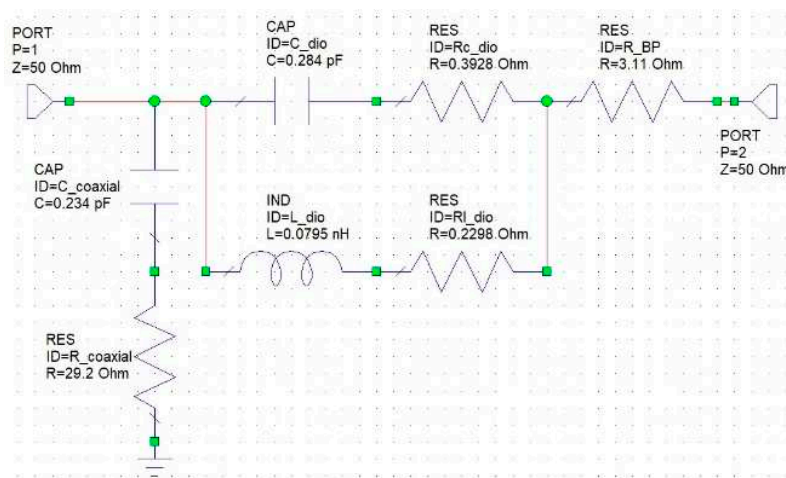 PORT
P=1
Z=50 Ohm
CAP
ID=C_dio
C=0.284 pF
RES
ID=Rc_dio
R=0.3928 Ohm
RES
ID=R_BP
R=3.11 Ohm
PORT
P=2
Z=50 Ohm
CAP
ID=C_coaxial
C=0.234 pF
IND
ID=L_dio
L=0.0795 nH
RES
ID=Rl_dio
R=0.2298 Ohm
RES
ID=R_coaxial
R=29.2 Ohm